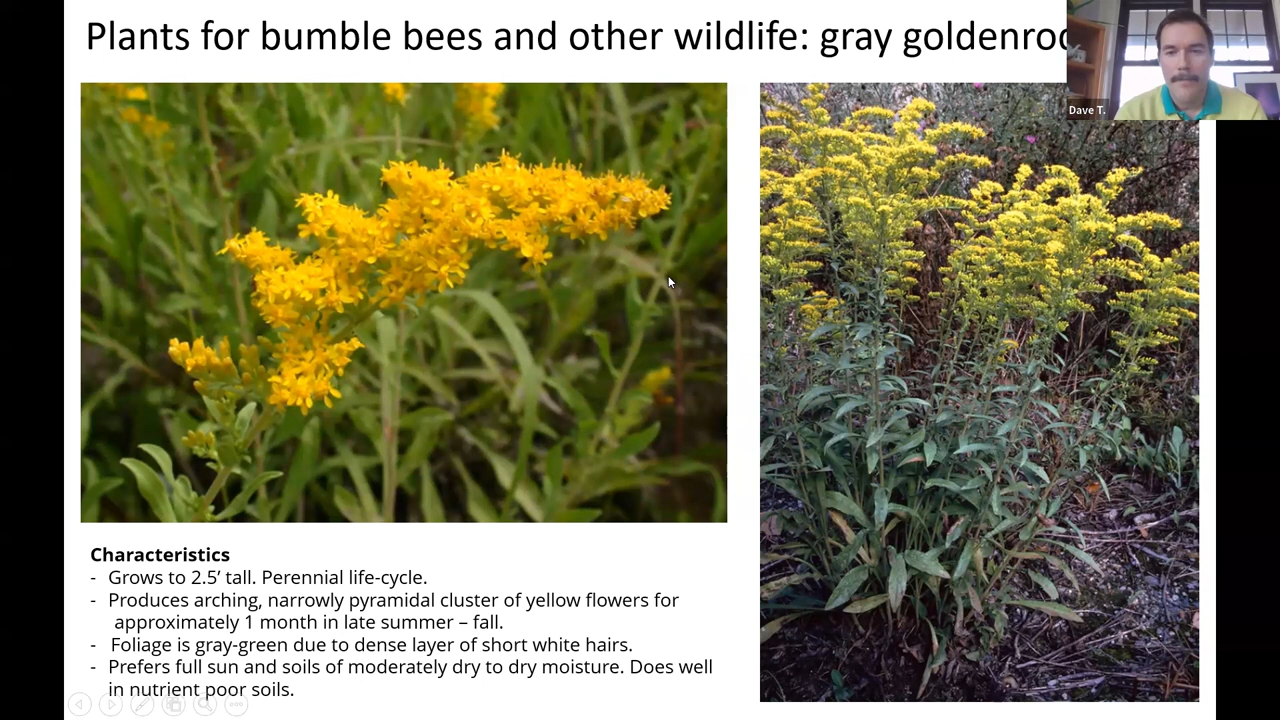 Plants for bumble bees and other wildlife: gray goldenrod
Dave T.
Characteristics
- Grows to 2.5’ tall. Perennial life-cycle.
- Produces arching, narrowly pyramidal cluster of yellow flowers for
approximately 1 month in late summer – fall.
- Foliage is gray-green due to dense layer of short white hairs.
- Prefers full sun and soils of moderately dry to dry moisture. Does well
in nutrient poor soils.